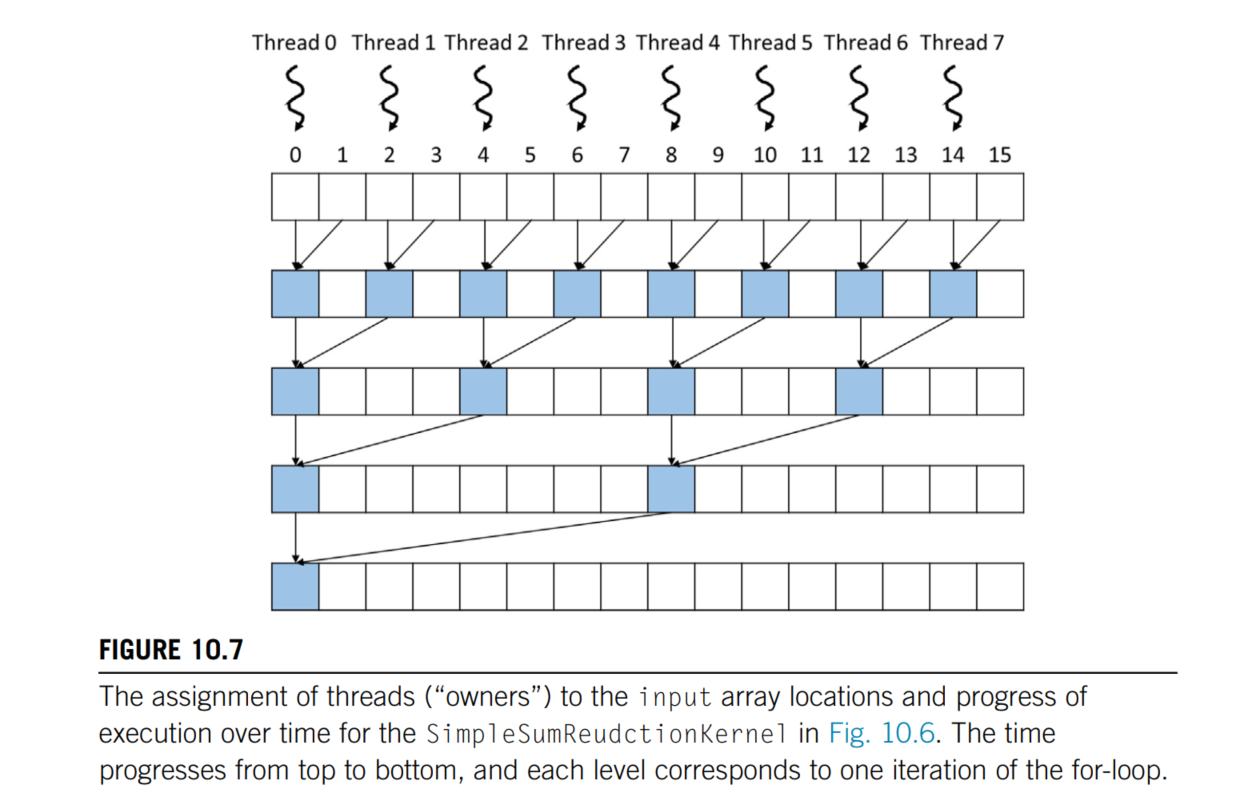 Thread 0 Thread 1 Thread 2 Thread 3 Thread 4 Thread 5 Thread 6 Thread 7
0 1 2 3 4 5 6 7 8 9 10 11 12 13 14 15
FIGURE 10.7
The assignment of threads (“owners”) to the input array locations and progress of
execution over time for the SimpleSumReudctionKernel in Fig. 10.6. The time
progresses from top to bottom, and each level corresponds to one iteration of the for-loop.